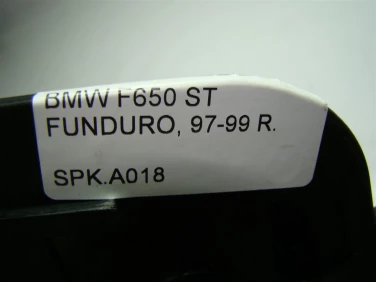 BMW F650 ST
FUNDURO, 97-99 R.
SPK.A018